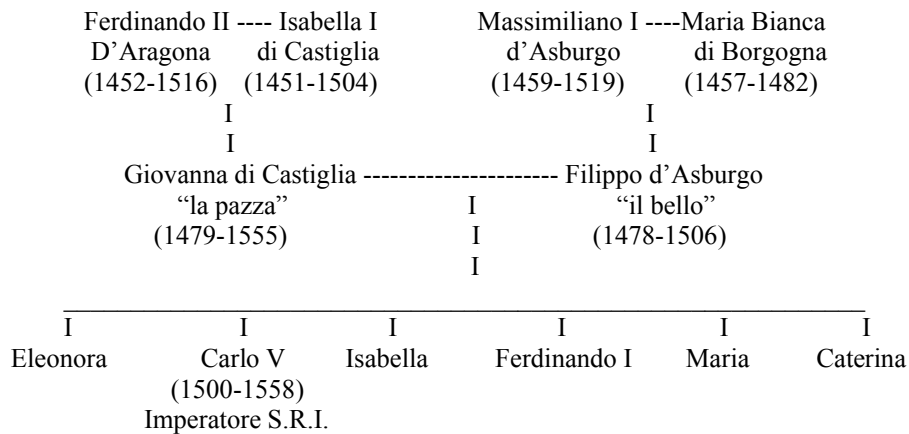 Ferdinando II ---- Isabella I Massimiliano I ----Maria Bianca
D’Aragona di Castiglia d’Asburgo di Borgogna
(1452-1516) (1451-1504) (1459-1519) (1457-1482)
I I
I I
Giovanna di Castiglia ---------------------- Filippo d’Asburgo
“la pazza” I “il bello”
(1479-1555) I (1478-1506)
I
I I I I I I
Eleonora Carlo V Isabella Ferdinando I Maria Caterina
(1500-1558)
Imperatore S.R.I.